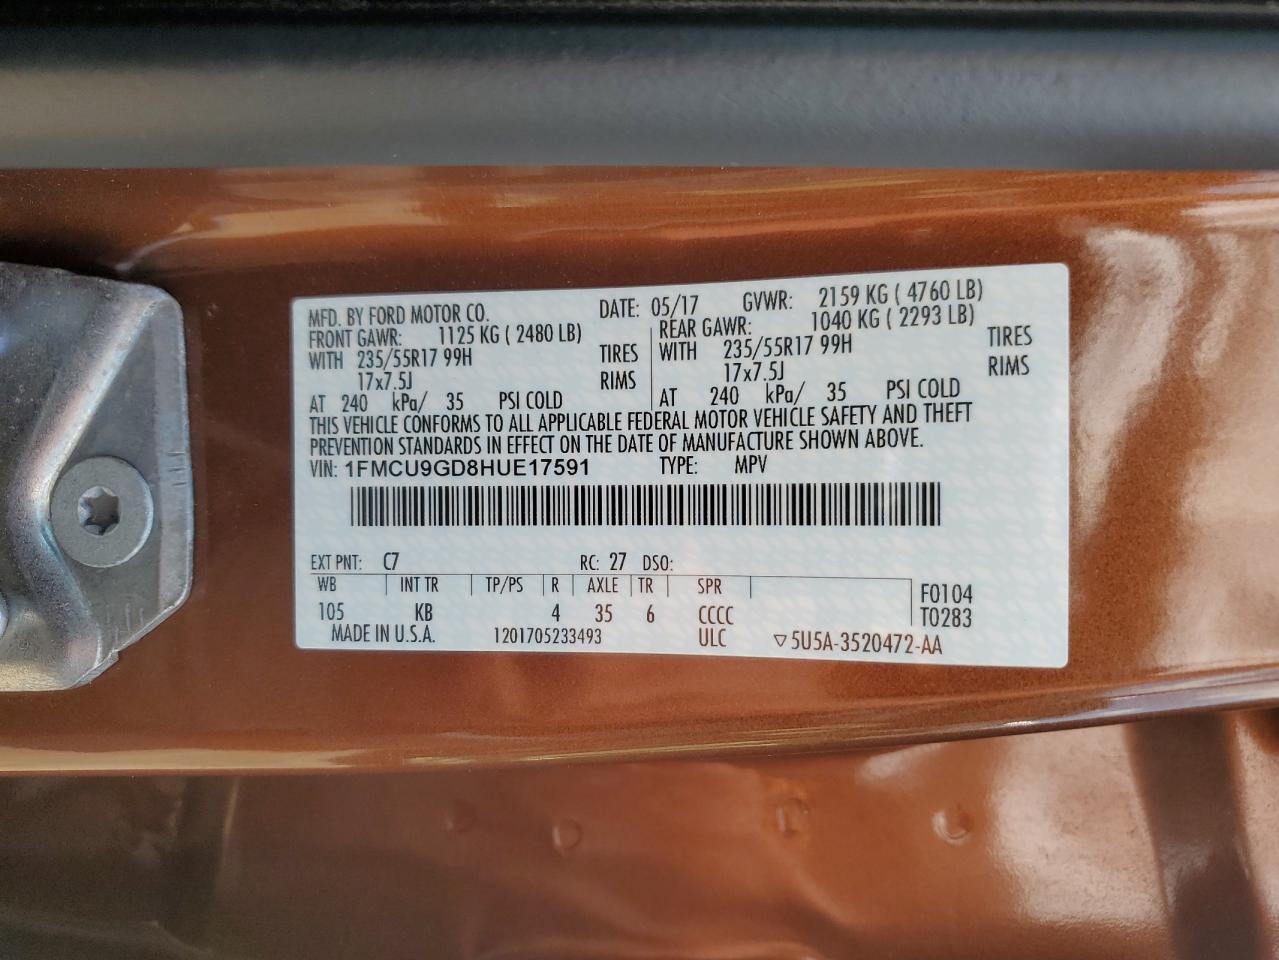 MFD. BY FORD MOTOR CO. DATE: 05/17 GVWR: 2159 KG ( 4760 LB)
FRONT GAWR: 1125 KG ( 2480 LB) REAR GAWR: 1040 KG ( 2293 LB)
WITH 235/55R17 99H TIRES WITH 235/55R17 99H TIRES
17x7.5J RIMS 17x7.5J RIMS
AT 240 kPa/ 35 PSI COLD AT 240 kPa/ 35 PSI COLD
THIS VEHICLE CONFORMS TO ALL APPLICABLE FEDERAL MOTOR VEHICLE SAFETY AND THEFT
PREVENTION STANDARDS IN EFFECT ON THE DATE OF MANUFACTURE SHOWN ABOVE.
VIN: 1FMCU9GD8HUE17591 TYPE: MPV
EXT PNT: C7 RC: 27 DSO:
WB INT TR TP/PS R AXLE TR SPR F0104
105 KB 4 35 6 CCCC T0283
MADE IN U.S.A. 1201705233493 ULC ▽5U5A-3520472-AA